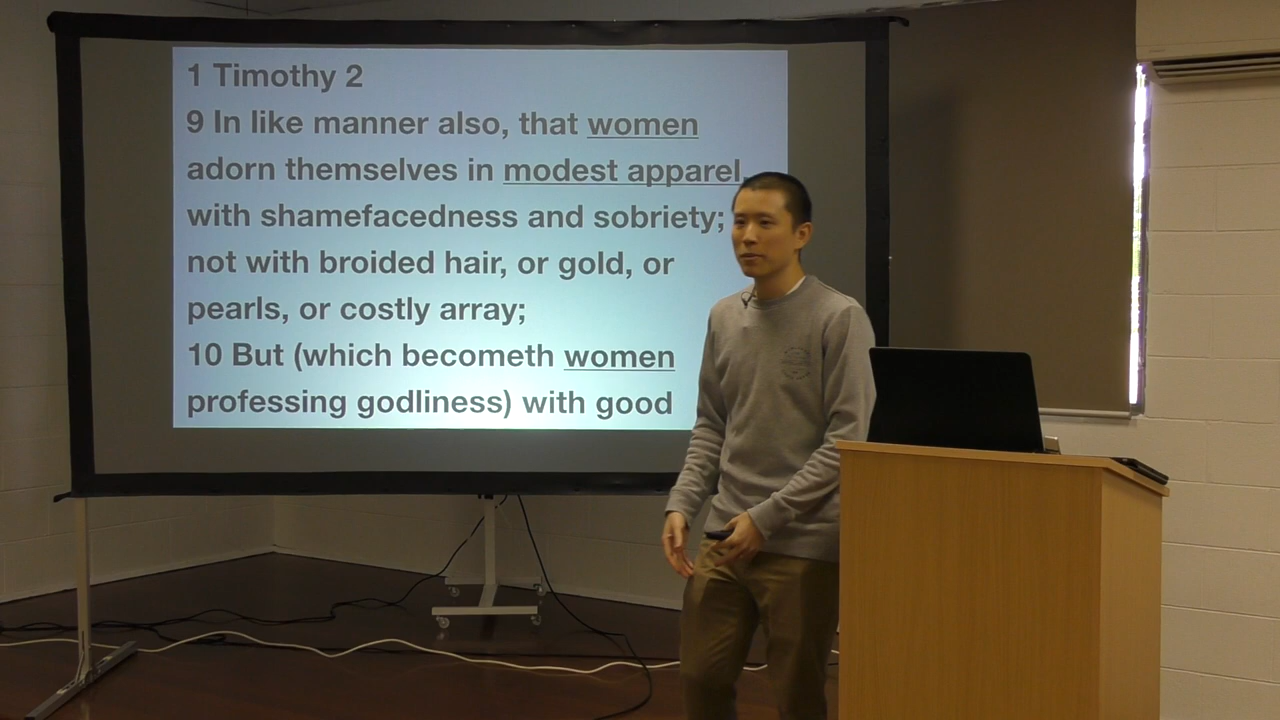 1 Timothy 2
9 In like manner also, that women
adorn themselves in modest apparel,
with shamefacedness and sobriety;
not with broided hair, or gold, or
pearls, or costly array;
10 But (which becometh women
professing godliness) with good